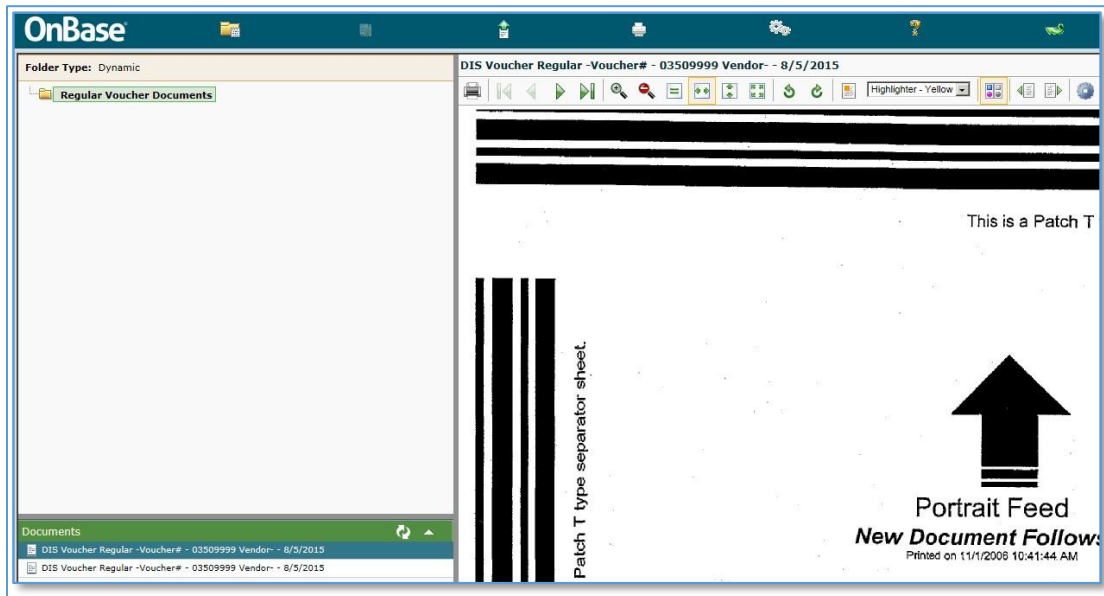 OnBase
Folder Type: Dynamic
Regular Voucher Documents
DIS Voucher Regular -Voucher# - 03509999 Vendor- - 8/5/2015
Highlighter - Yellow
This is a Patch T
Patch T type separator sheet.
Portrait Feed
New Document Follows
Printed on 11/1/2006 10:41:44 AM
Documents
DIS Voucher Regular -Voucher# - 03509999 Vendor- - 8/5/2015
DIS Voucher Regular -Voucher# - 03509999 Vendor- - 8/5/2015